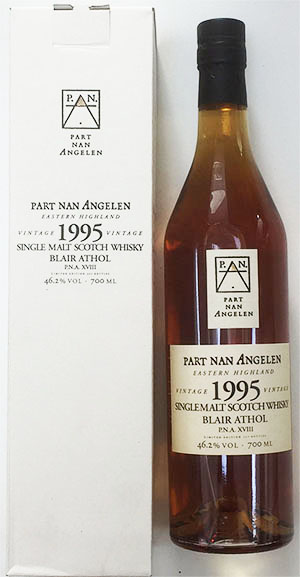 P. N.
PART
NAN
ANGELEN
PART NAN ANGELEN
EASTERN HIGHLAND
VINTAGE 1995 VINTAGE
SINGLE MALT SCOTCH WHISKY
BLAIR ATHOL
P.N.A. XVIII
46.2% VOL - 700 ML
P. N.
PART
NAN
ANGELEN
PART NAN ANGELEN
EASTERN HIGHLAND
VINTAGE 1995 VINTAGE
SINGLE MALT SCOTCH WHISKY
BLAIR ATHOL
P.N.A. XVIII
46.2% VOL - 700 ML